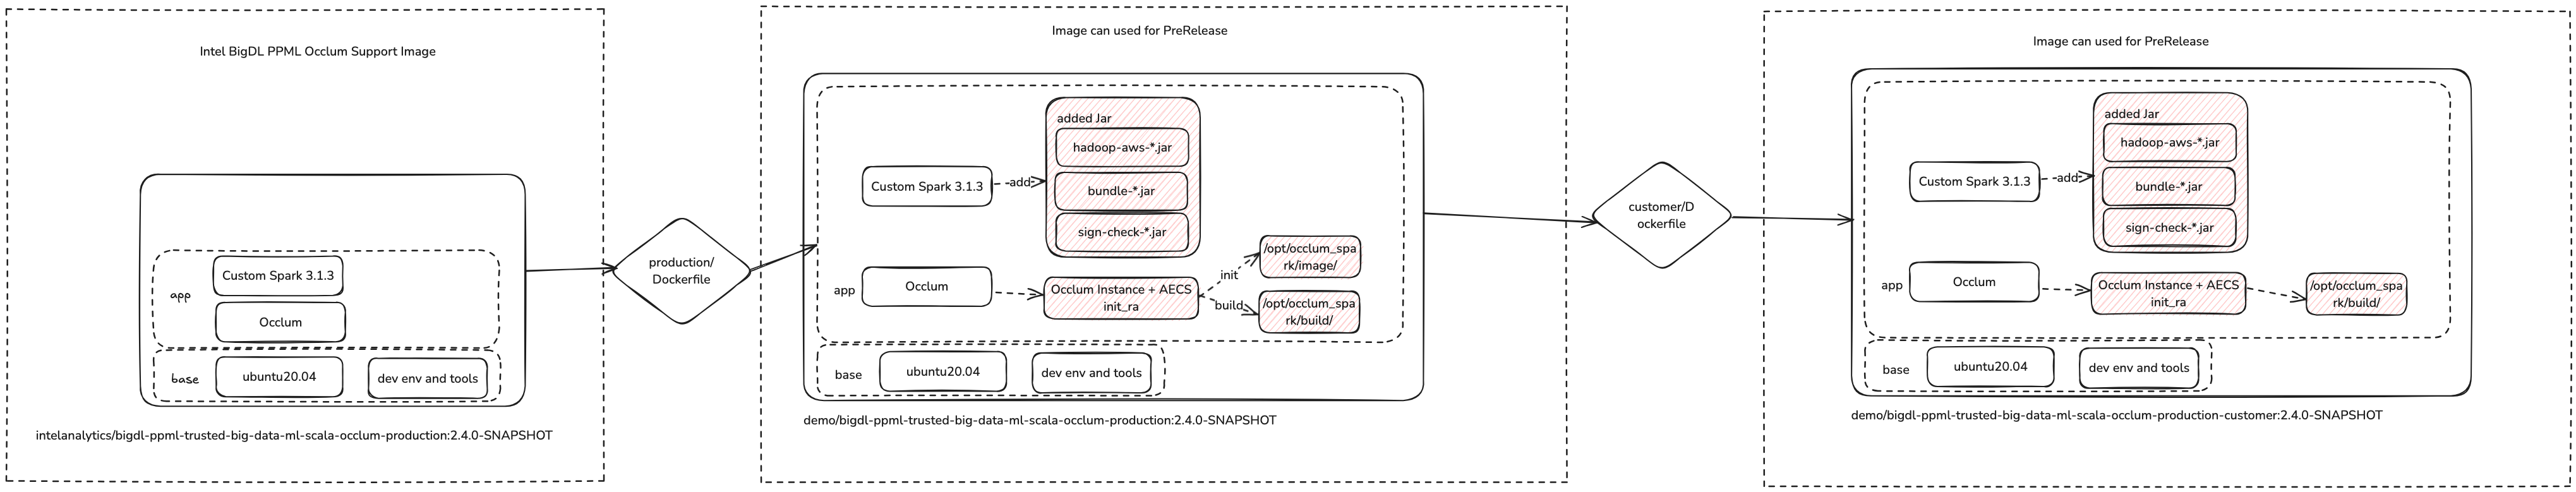 Intel BigDL PPML Occlum Support Image
app
Custom Spark 3.1.3
Occlum
base
ubuntu20.04
dev env and tools
intelanalytics/bigdl-ppml-trusted-big-data-ml-scala-occlum-production:2.4.0-SNAPSHOT
production/
Dockerfile
Image can used for PreRelease
added Jar
hadoop-aws-*.jar
bundle-*.jar
sign-check-*.jar
Custom Spark 3.1.3
add
app
Occlum
Occlum Instance + AECS
init_ra
init
/opt/occlum_spa
rk/image/
build
/opt/occlum_spa
rk/build/
base
ubuntu20.04
dev env and tools
demo/bigdl-ppml-trusted-big-data-ml-scala-occlum-production:2.4.0-SNAPSHOT
customer/D
ockerfile
Image can used for PreRelease
added Jar
hadoop-aws-*.jar
bundle-*.jar
sign-check-*.jar
Custom Spark 3.1.3
add
app
Occlum
Occlum Instance + AECS
init_ra
/opt/occlum_spa
rk/build/
base
ubuntu20.04
dev env and tools
demo/bigdl-ppml-trusted-big-data-ml-scala-occlum-production-customer:2.4.0-SNAPSHOT